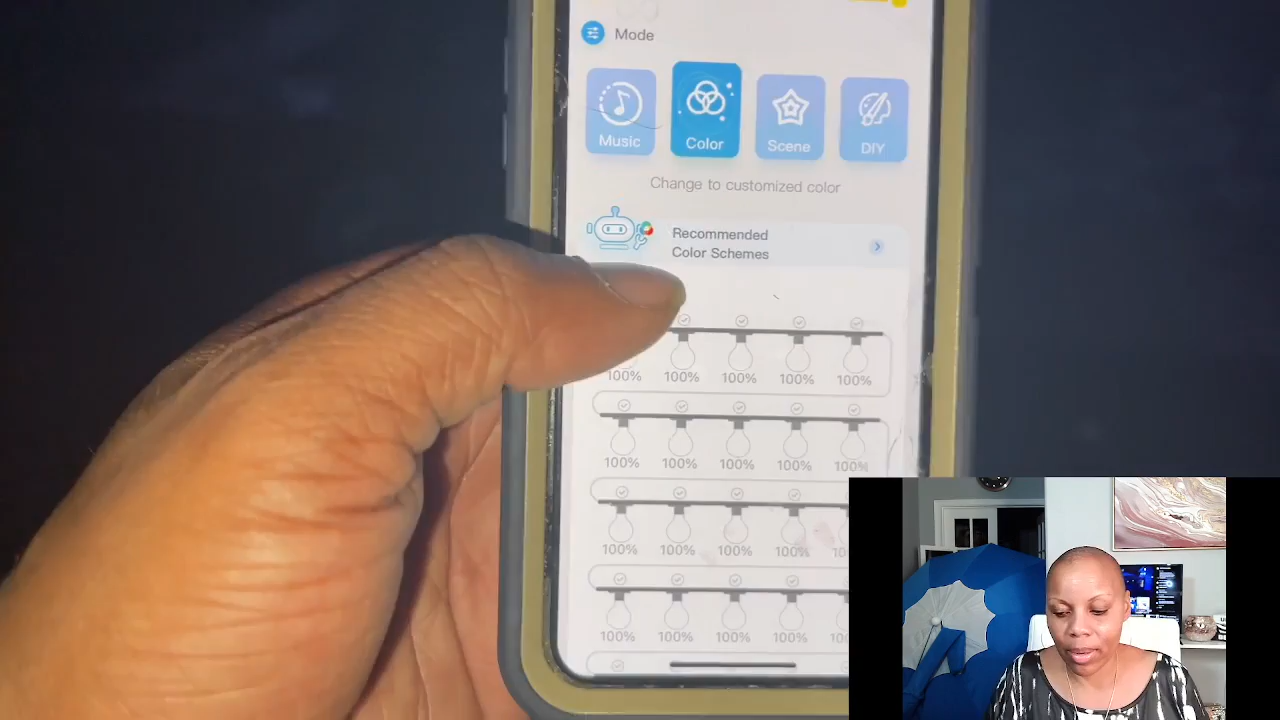 Mode
Music Color Scene DIY
Change to customized color
Recommended
Color Schemes
100% 100% 100% 100% 100%
100% 100% 100% 100% 100%
100% 100% 100% 100%
100% 100% 100% 100%